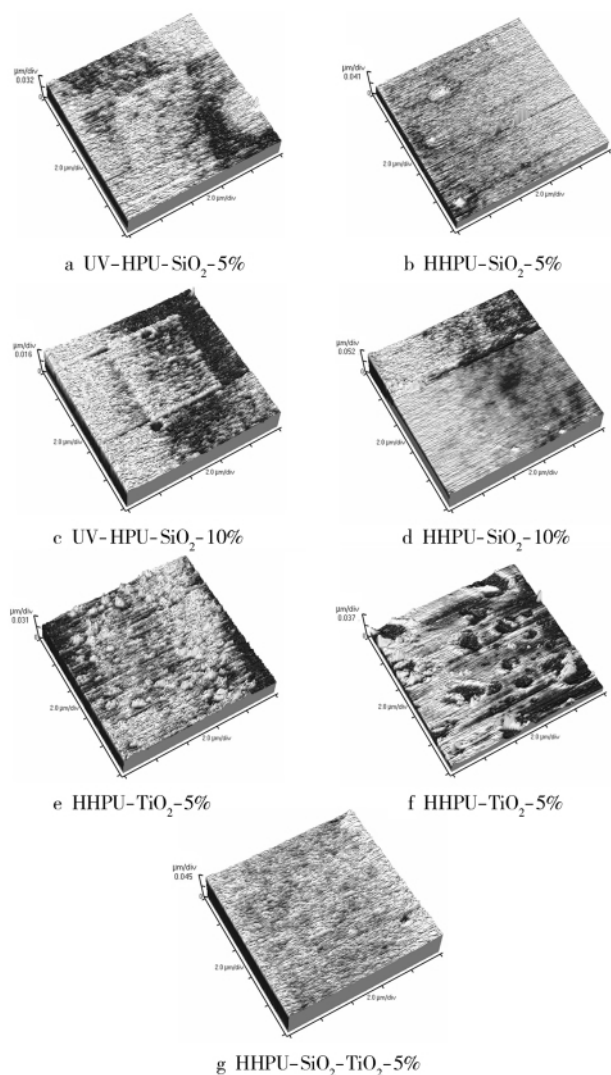 μm/div
0.032
2.0 μm/div
2.0 μm/div
a UV-HPU-SiO₂-5%
μm/div
0.041
2.0 μm/div
2.0 μm/div
b HHPU-SiO₂-5%
μm/div
0.016
2.0 μm/div
2.0 μm/div
c UV-HPU-SiO₂-10%
μm/div
0.052
2.0 μm/div
2.0 μm/div
d HHPU-SiO₂-10%
μm/div
0.031
2.0 μm/div
2.0 μm/div
e HHPU-TiO₂-5%
μm/div
0.037
2.0 μm/div
2.0 μm/div
f HHPU-TiO₂-5%
μm/div
0.045
2.0 μm/div
2.0 μm/div
g HHPU-SiO₂-TiO₂-5%